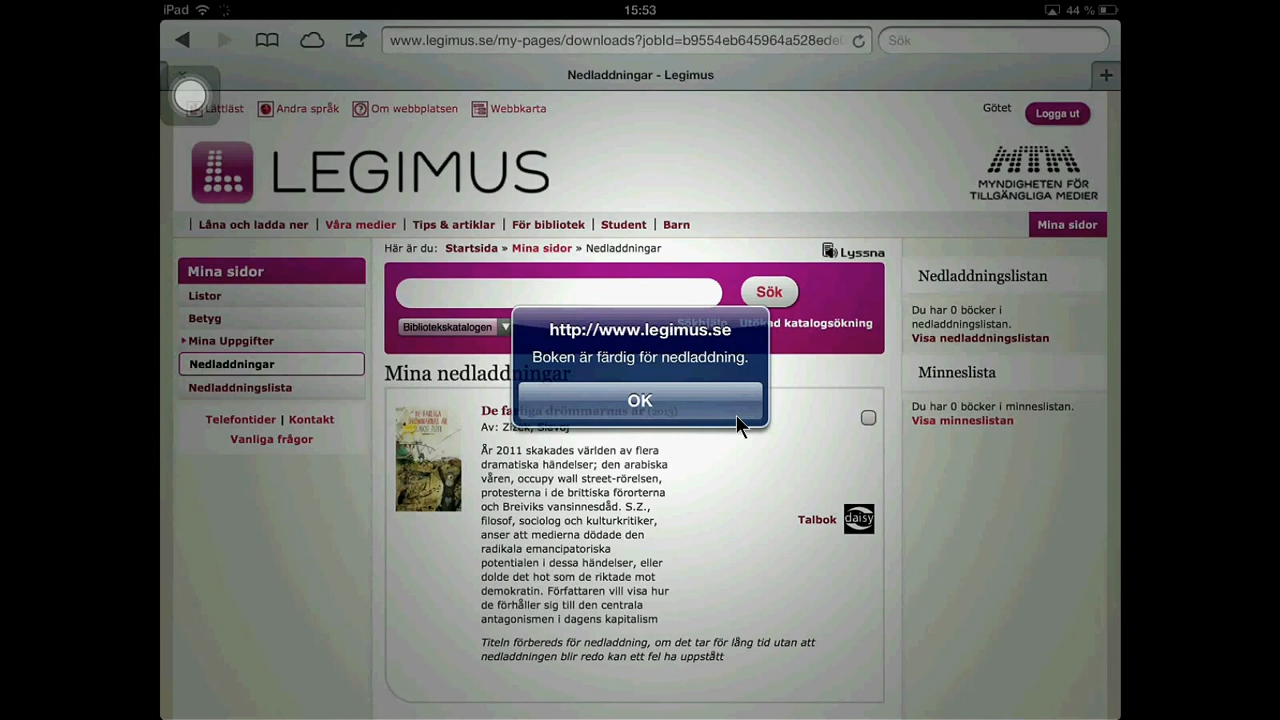 iPad 15:53 44 %
www.legimus.se/my-pages/downloads?jobId=b9554eb645964a528ede Sök
Nedladdningar - Legimus
Lättläst Andra språk Om webbplatsen Webbkarta Götet Logga ut
LEGIMUS
MYNDIGHETEN FÖR
TILLGÄNGLIGA MEDIER
Låna och ladda ner | Våra medier | Tips & artiklar | För bibliotek | Student | Barn Mina sidor
Här är du: Startsida » Mina sidor » Nedladdningar Lyssna
Mina sidor
Listor
Betyg
Mina Uppgifter
Nedladdningar
Nedladdningslista
Telefontider | Kontakt
Vanliga frågor
Sök
Bibliotekskatalogen Sökhjälp Utökad katalogsökning
http://www.legimus.se
Boken är färdig för nedladdning.
OK
Mina nedladdningar
De farliga drömmarnas år (2013)
Av: Zizek, Slavoj
År 2011 skakades världen av flera
dramatiska händelser; den arabiska
våren, occupy wall street-rörelsen,
protesterna i de brittiska förorterna
och Breiviks vansinnesdåd. S.Z.,
filosof, sociolog och kulturkritiker,
anser att medierna dödade den
radikala emancipatoriska
potentialen i dessa händelser, eller
dolde det hot som de riktade mot
demokratin. Författaren vill visa hur
de förhåller sig till den centrala
antagonismen i dagens kapitalism
Talbok daisy
Titeln förbereds för nedladdning, om det tar för lång tid utan att
nedladdningen blir redo kan ett fel ha uppstått
Nedladdningslistan
Du har 0 böcker i
nedladdningslistan.
Visa nedladdningslistan
Minneslista
Du har 0 böcker i minneslistan.
Visa minneslistan